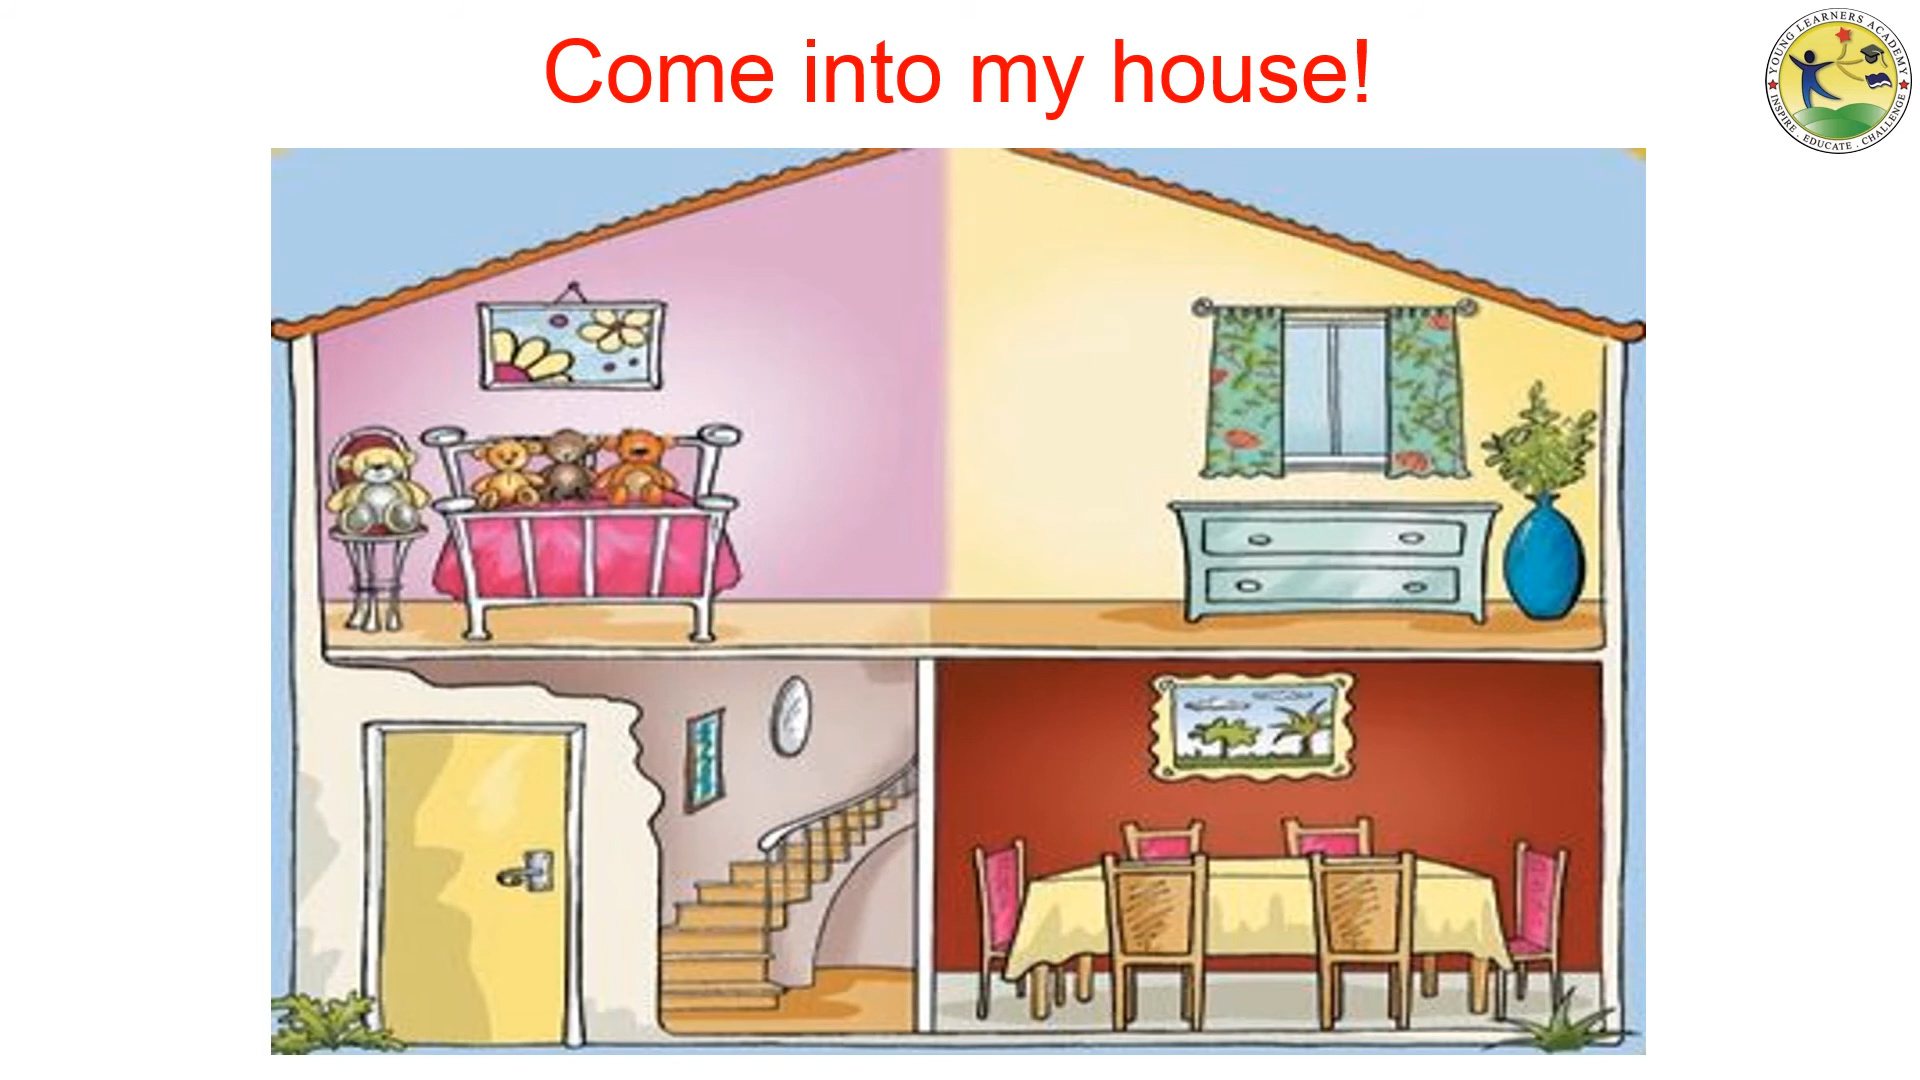 Come into my house!
YOUNG LEARNERS ACADEMY
INSPIRE . EDUCATE . CHALLENGE